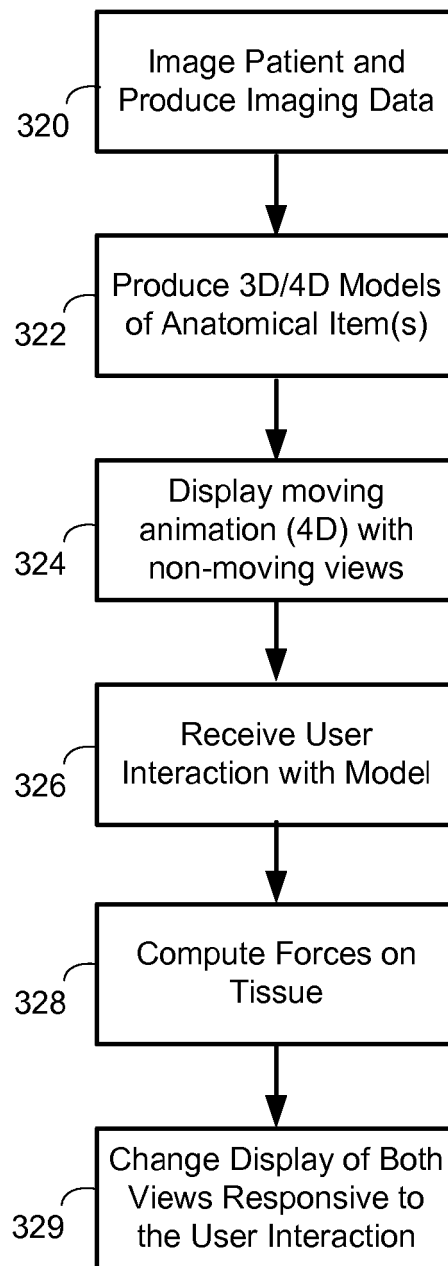 Image Patient and
Produce Imaging Data
320
Produce 3D/4D Models
of Anatomical Item(s)
322
Display moving
animation (4D) with
non-moving views
324
Receive User
Interaction with Model
326
Compute Forces on
Tissue
328
Change Display of Both
Views Responsive to
the User Interaction
329